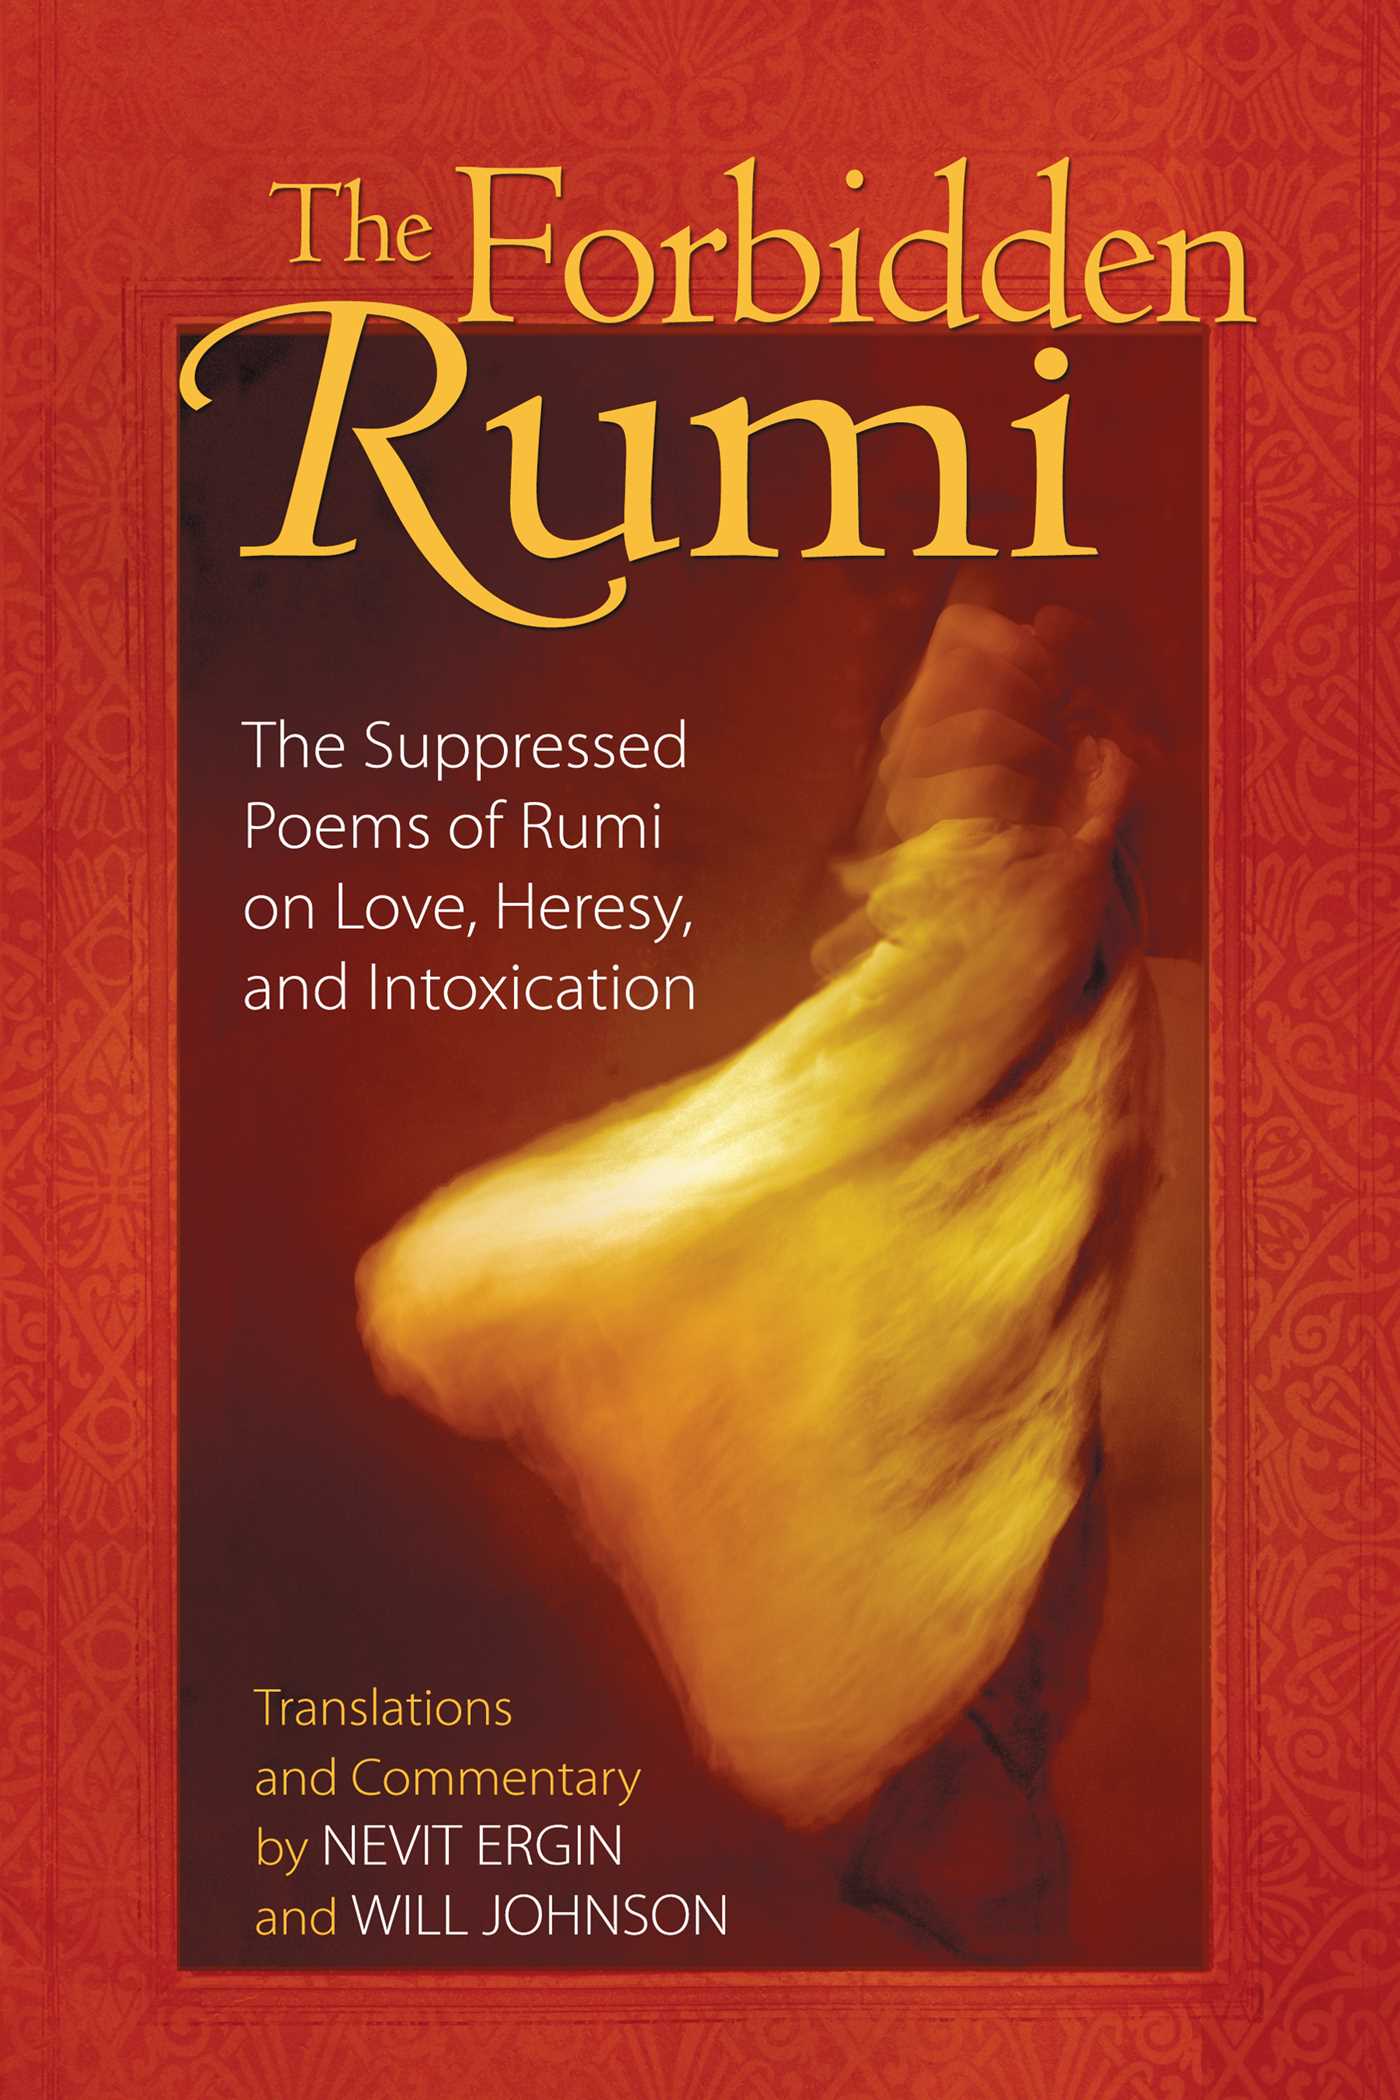 The Forbidden
Rumi
The Suppressed
Poems of Rumi
on Love, Heresy,
and Intoxication
Translations
and Commentary
by NEVIT ERGIN
and WILL JOHNSON